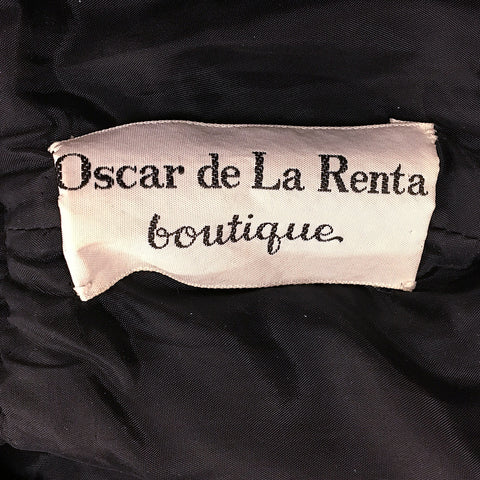 Oscar de La Renta
boutique